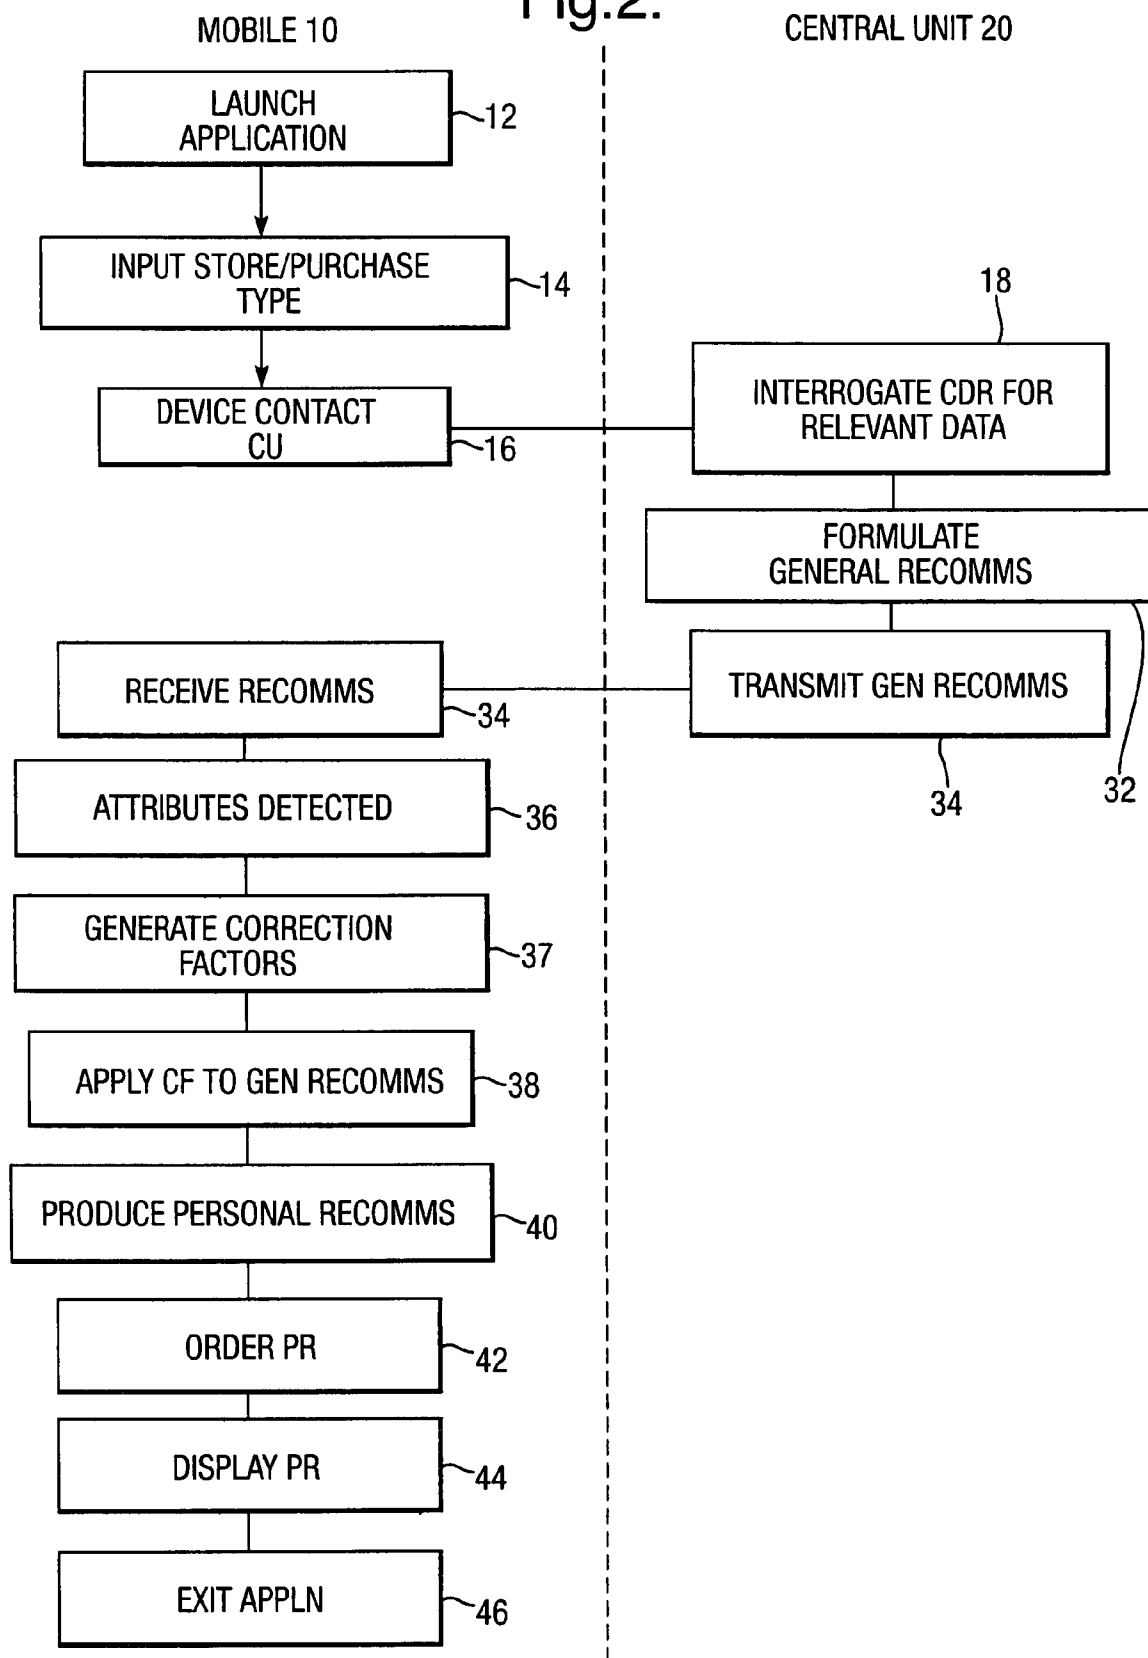 Fig.2.
MOBILE 10
CENTRAL UNIT 20
LAUNCH
APPLICATION
12
INPUT STORE/PURCHASE
TYPE
14
DEVICE CONTACT
CU
16
18
INTERROGATE CDR FOR
RELEVANT DATA
FORMULATE
GENERAL RECOMMS
32
TRANSMIT GEN RECOMMS
34
RECEIVE RECOMMS
34
ATTRIBUTES DETECTED
36
GENERATE CORRECTION
FACTORS
37
APPLY CF TO GEN RECOMMS
38
PRODUCE PERSONAL RECOMMS
40
ORDER PR
42
DISPLAY PR
44
EXIT APPLN
46